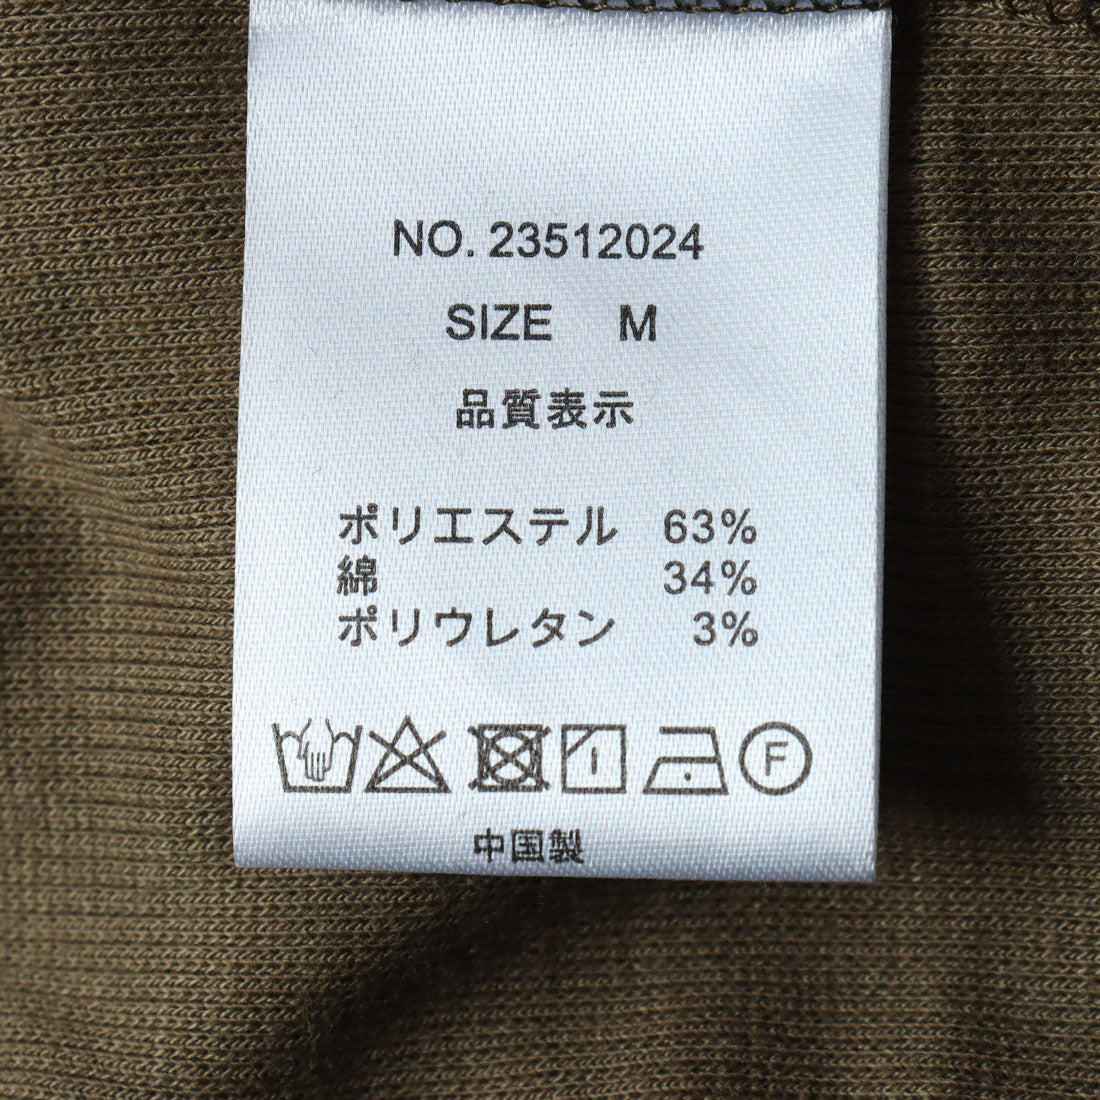 NO. 23512024
SIZE M
品質表示
ポリエステル 63%
綿 34%
ポリウレタン 3%
F
中国製